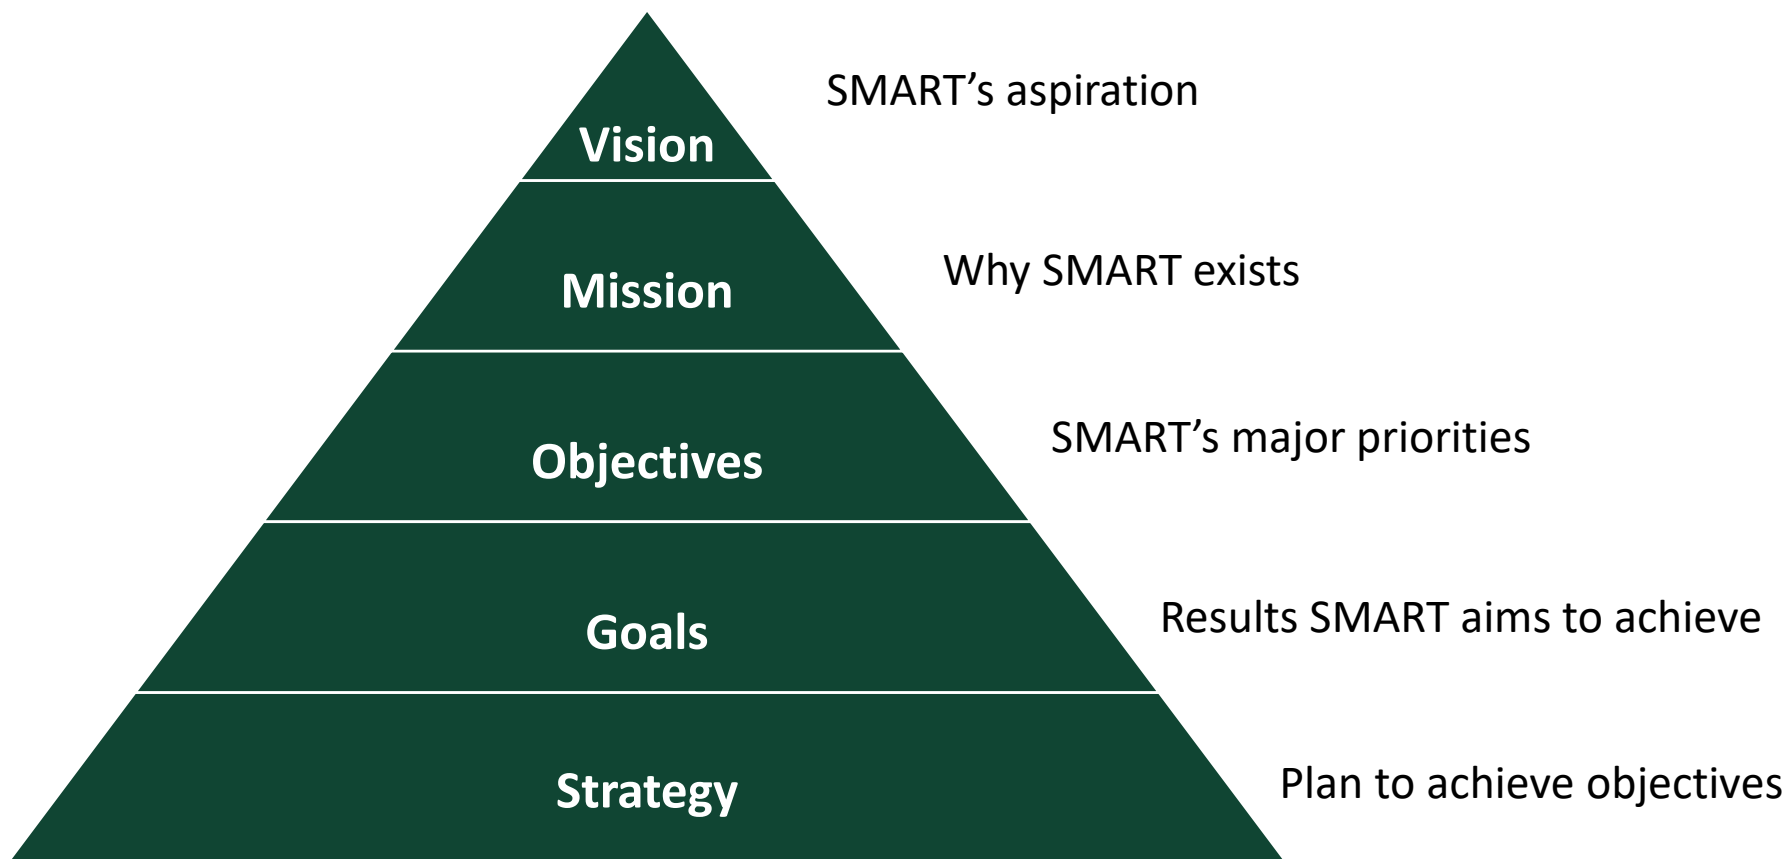 SMART’s aspiration
Vision
Why SMART exists
Mission
SMART’s major priorities
Objectives
Results SMART aims to achieve
Goals
Plan to achieve objectives
Strategy